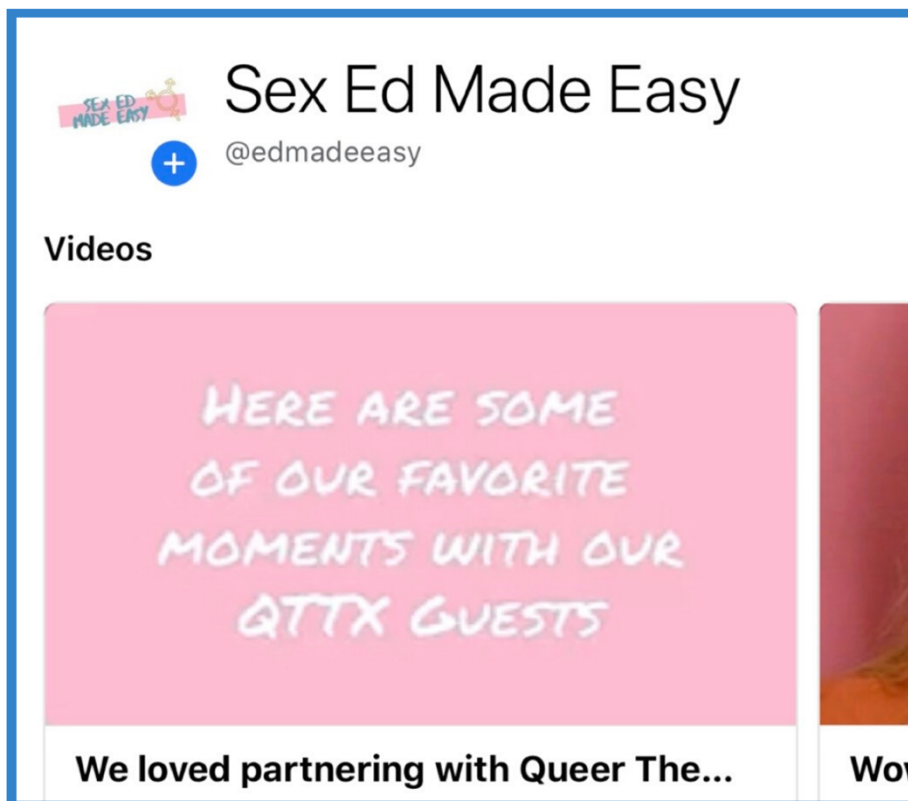 SEX ED
MADE EASY
Sex Ed Made Easy
@edmadeeasy
Videos
HERE ARE SOME
OF OUR FAVORITE
MOMENTS WITH OUR
QTTX GUESTS
We loved partnering with Queer The...